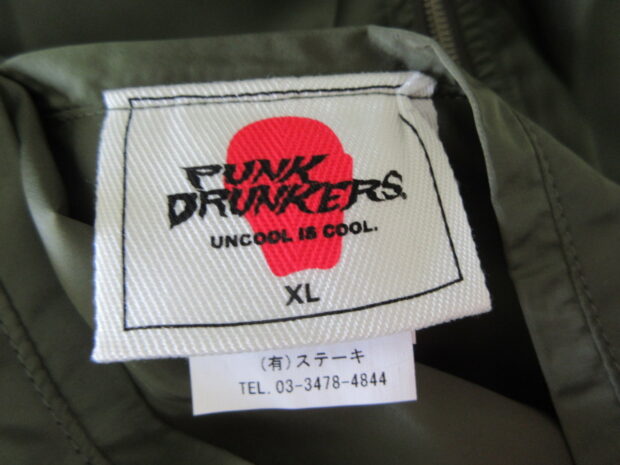 PUNK
DRUNKERS
UNCOOL IS COOL.
XL
(有)ステーキ
TEL. 03-3478-4844